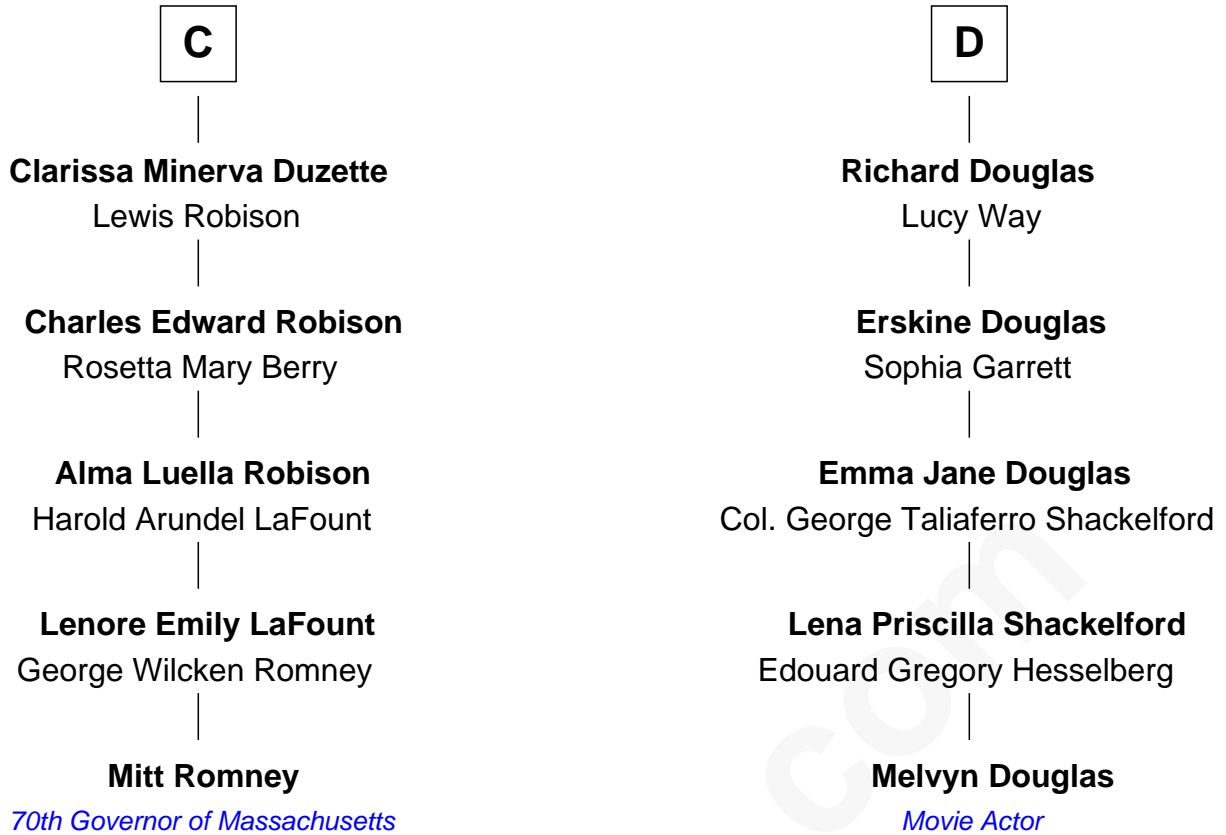 C
Clarissa Minerva Duzette
Lewis Robison
Charles Edward Robison
Rosetta Mary Berry
Alma Luella Robison
Harold Arundel LaFount
Lenore Emily LaFount
George Wilcken Romney
Mitt Romney
70th Governor of Massachusetts
D
Richard Douglas
Lucy Way
Erskine Douglas
Sophia Garrett
Emma Jane Douglas
Col. George Taliaferro Shackelford
Lena Priscilla Shackelford
Edouard Gregory Hesselberg
Melvyn Douglas
Movie Actor
com